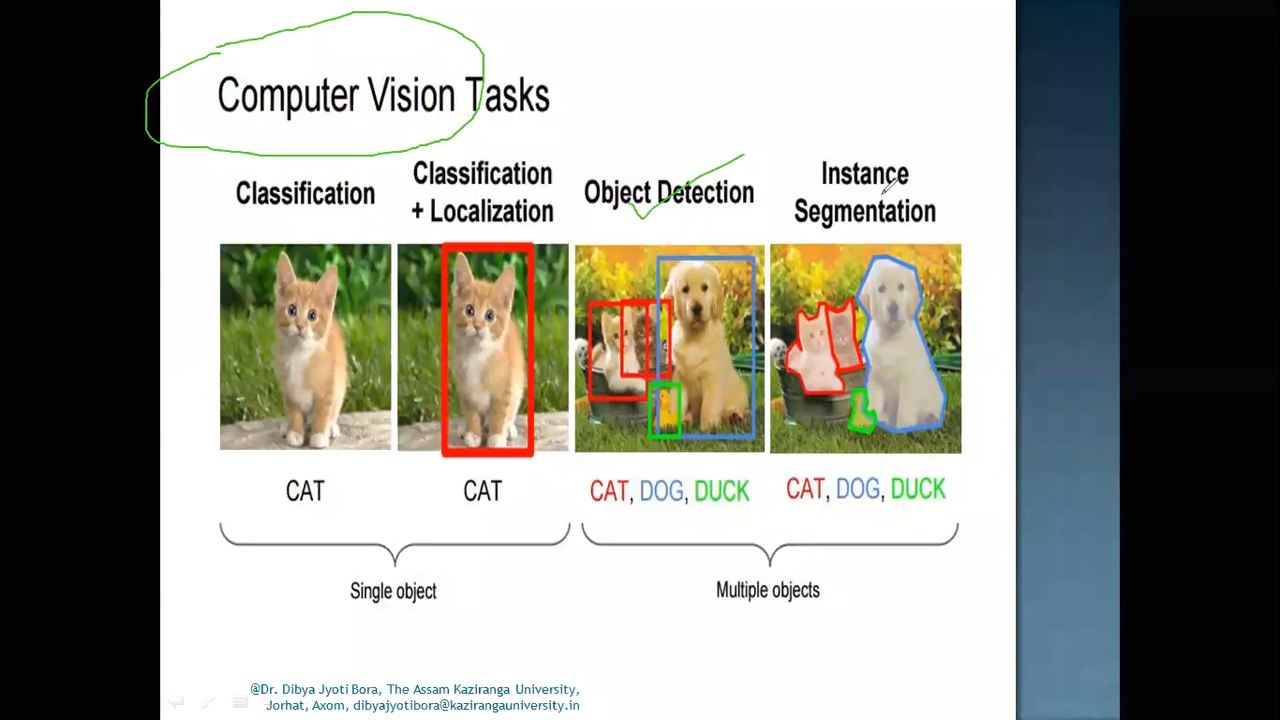 Computer Vision Tasks
Classification
Classification
+ Localization
Object Detection
Instance
Segmentation
CAT
CAT
CAT, DOG, DUCK
CAT, DOG, DUCK
Single object
Multiple objects
@Dr. Dibya Jyoti Bora, The Assam Kaziranga University,
Jorhat, Axom, dibyajyotibora@kazirangauniversity.in